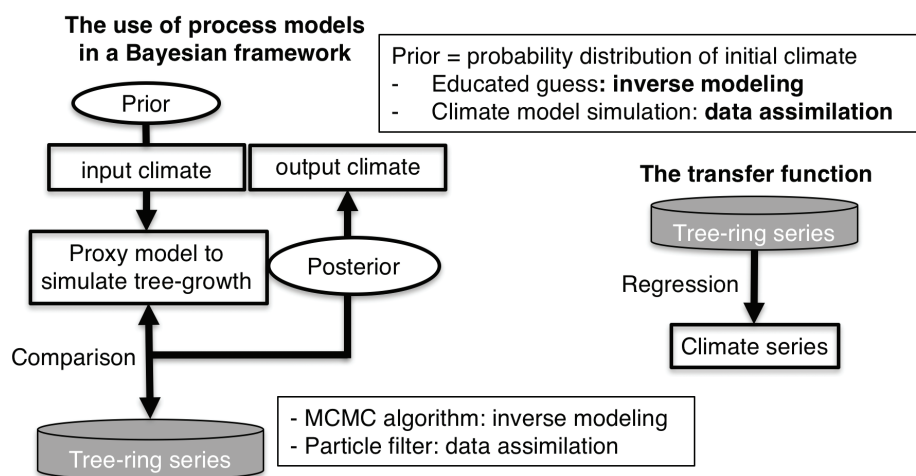 The use of process models
in a Bayesian framework
Prior = probability distribution of initial climate
- Educated guess: inverse modeling
- Climate model simulation: data assimilation
Prior
input climate
output climate
Proxy model to
simulate tree-growth
Posterior
Comparison
Tree-ring series
- MCMC algorithm: inverse modeling
- Particle filter: data assimilation
The transfer function
Tree-ring series
Regression
Climate series